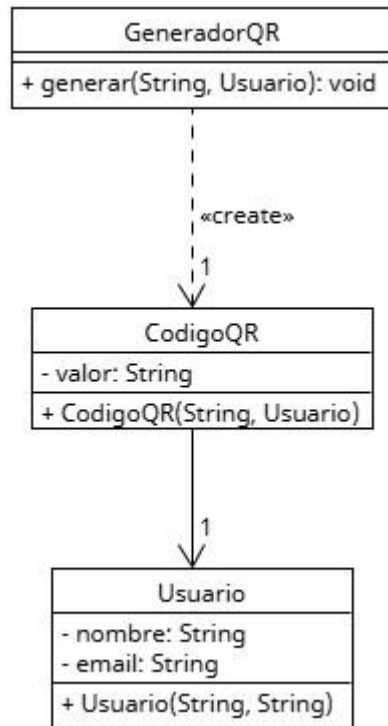 GeneradorQR
+ generar(String, Usuario): void
«create»
1
CodigoQR
- valor: String
+ CodigoQR(String, Usuario)
1
Usuario
- nombre: String
- email: String
+ Usuario(String, String)